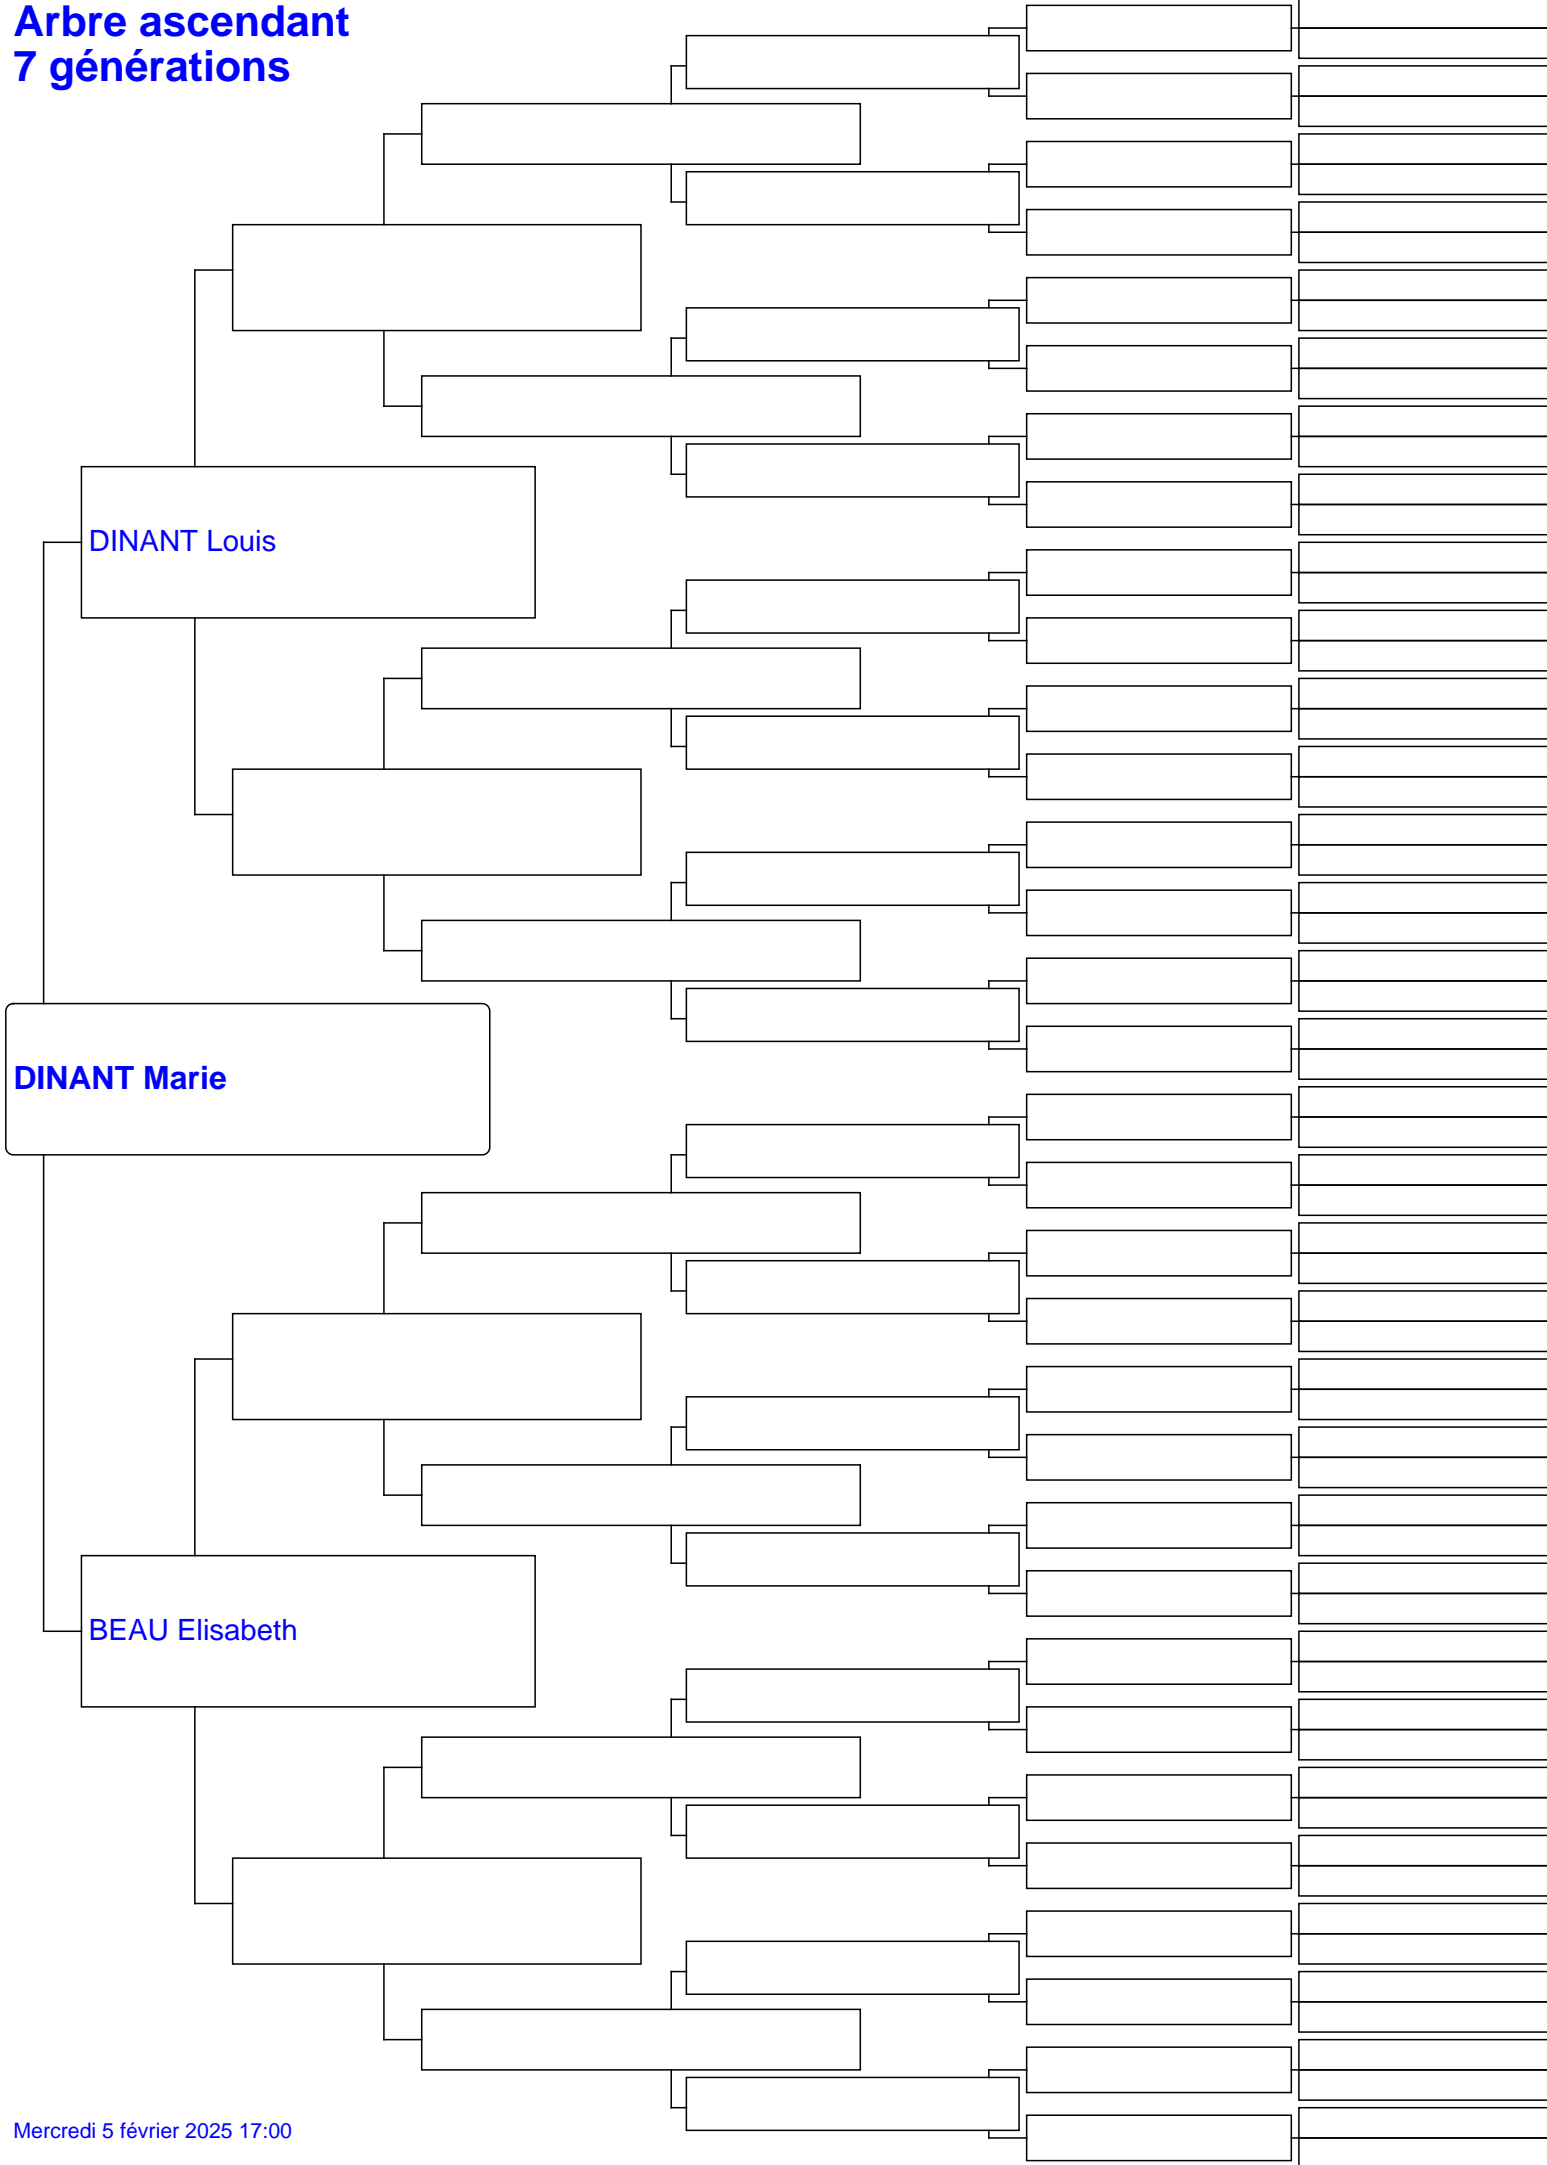 Arbre ascendant
7 générations
DINANT Louis
DINANT Marie
BEAU Elisabeth
Mercredi 5 février 2025 17:00